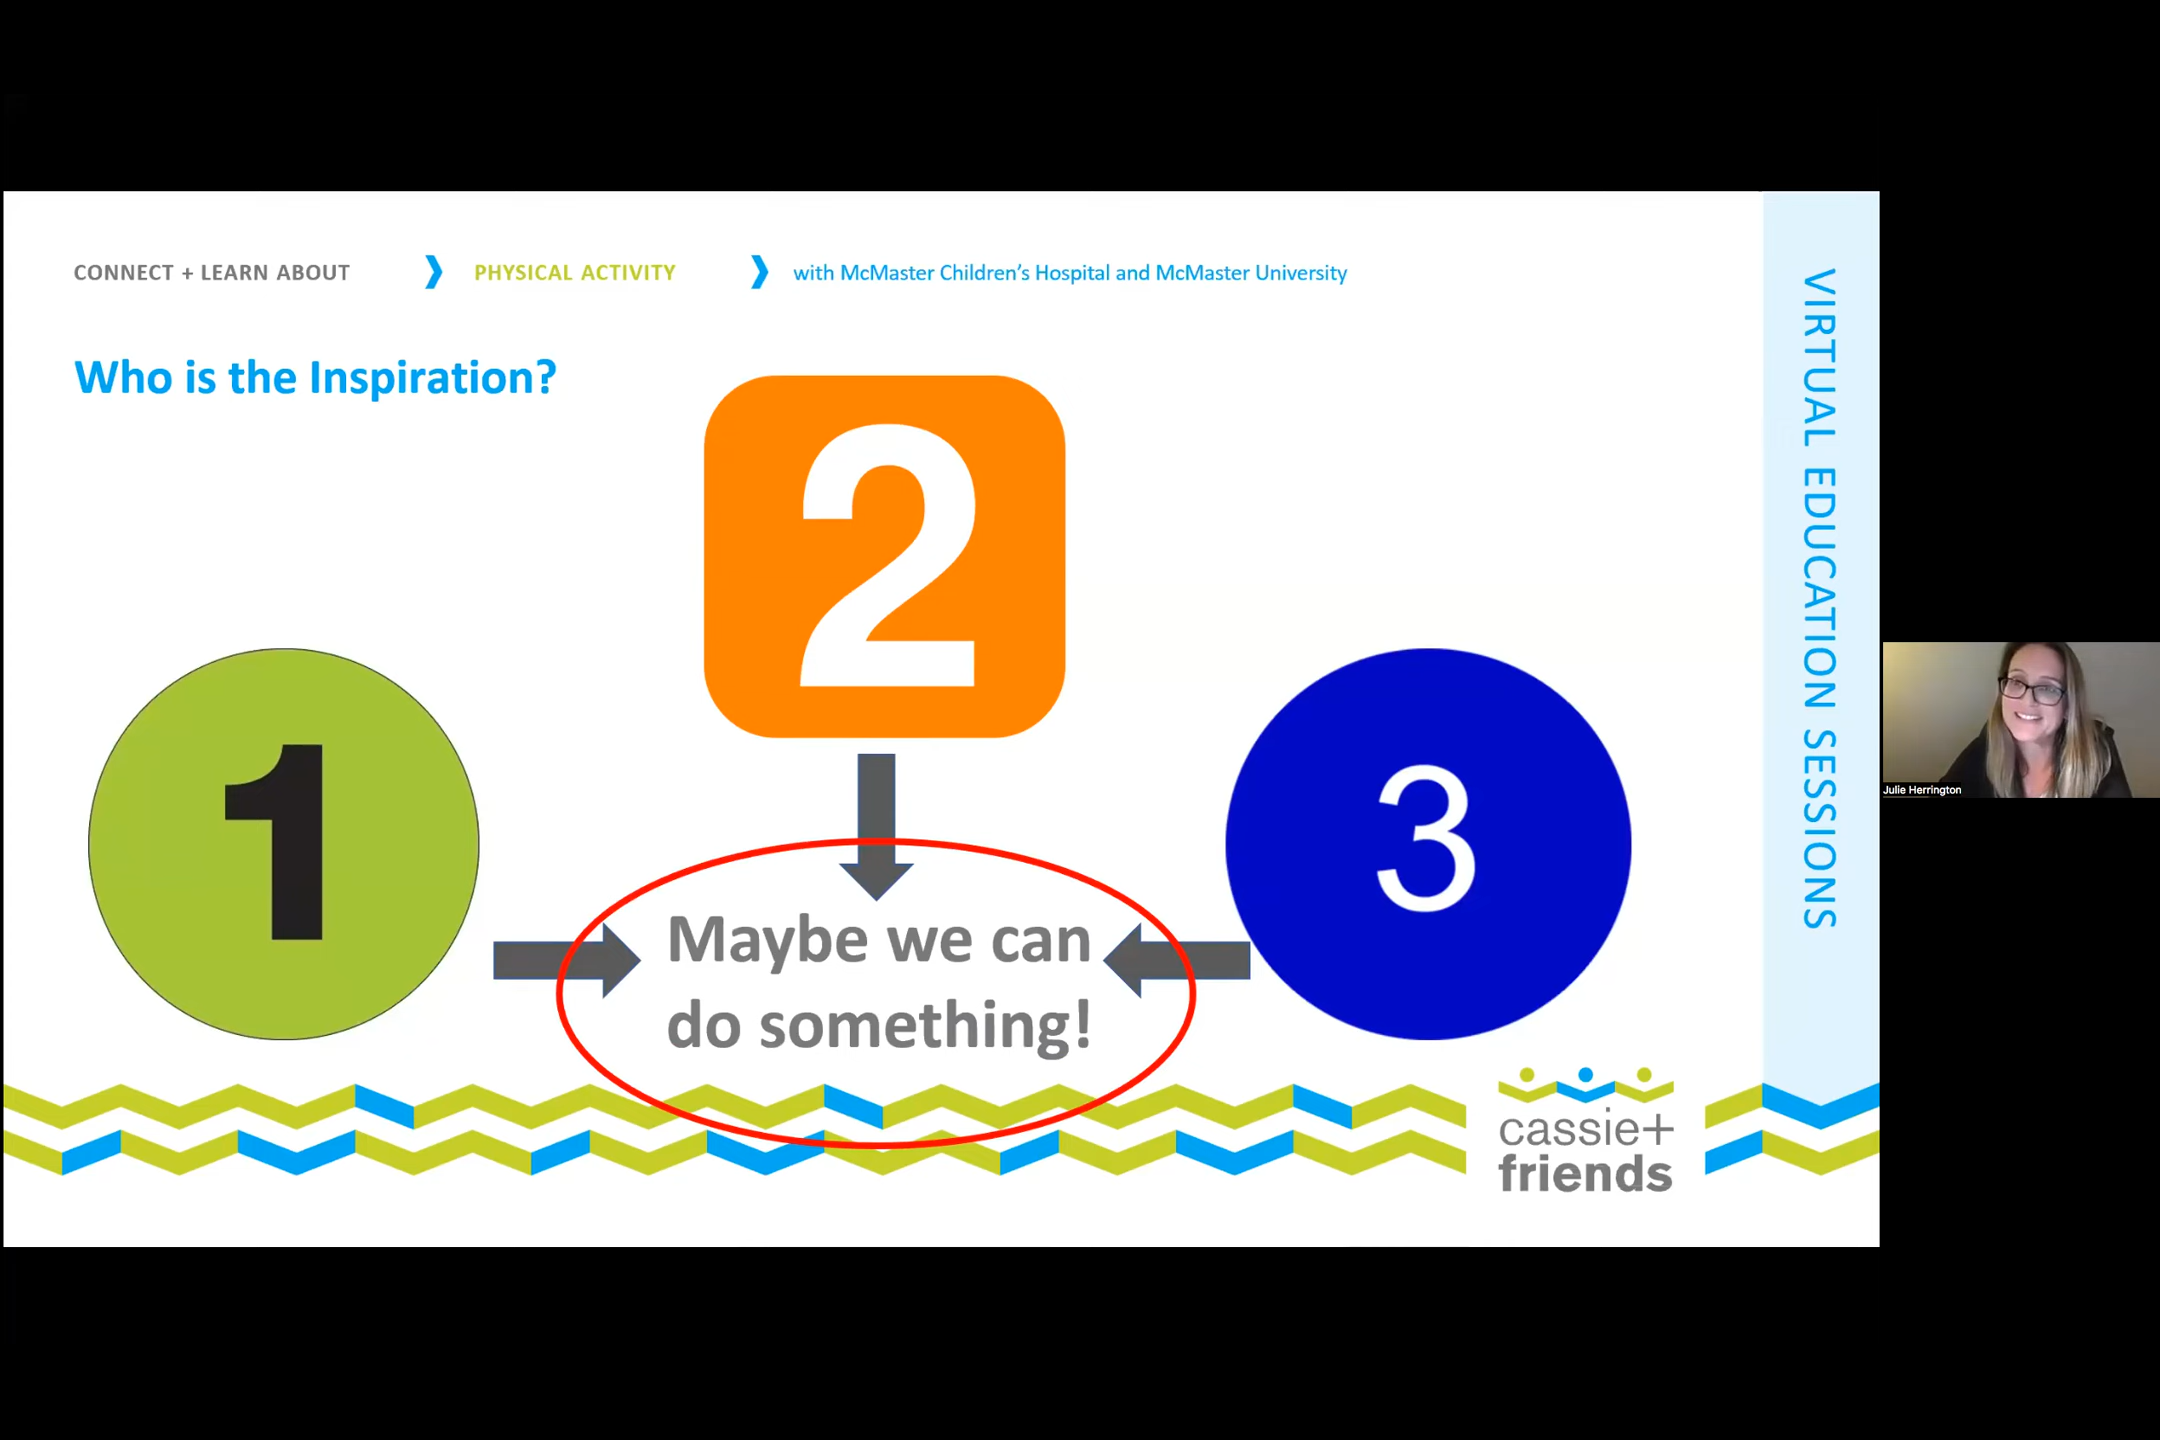 CONNECT + LEARN ABOUT
PHYSICAL ACTIVITY
with McMaster Children's Hospital and McMaster University
Who is the Inspiration?
2
1
3
Maybe we can
do something!
VIRTUAL EDUCATION SESSIONS
Julie Herrington
cassie+
friends